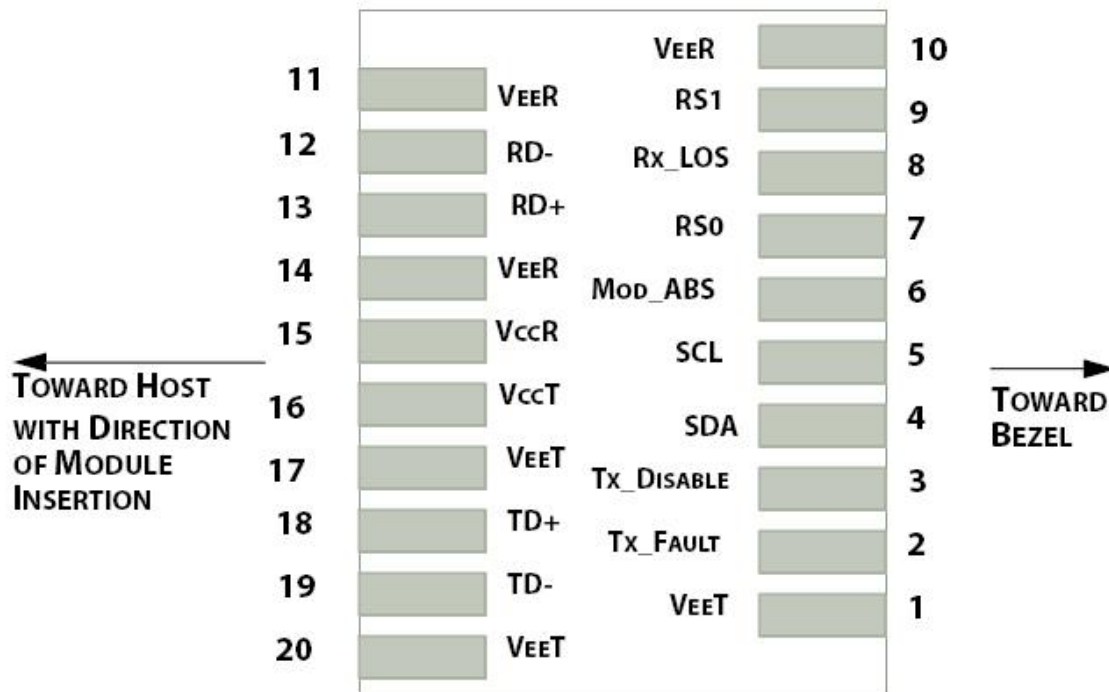 11 VEER
12 RD-
13 RD+
14 VEER
15 VCCR
16 VCCT
17 VEET
18 TD+
19 TD-
20 VEET
VEER 10
RS1 9
RX_LOS 8
RS0 7
MOD_ABS 6
SCL 5
SDA 4
TX_DISABLE 3
TX_FAULT 2
VEET 1
TOWARD HOST
WITH DIRECTION
OF MODULE
INSERTION
TOWARD
BEZEL